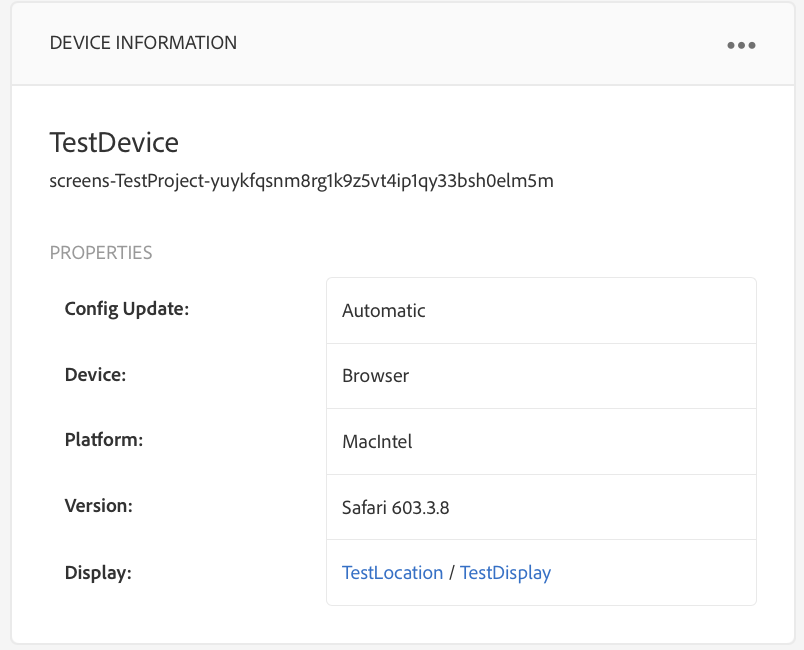 DEVICE INFORMATION
TestDevice
screens-TestProject-yuykfqsnm8rg1k9z5vt4ip1qy33bsh0elm5m
PROPERTIES
Config Update: Automatic
Device: Browser
Platform: MacIntel
Version: Safari 603.3.8
Display: TestLocation / TestDisplay